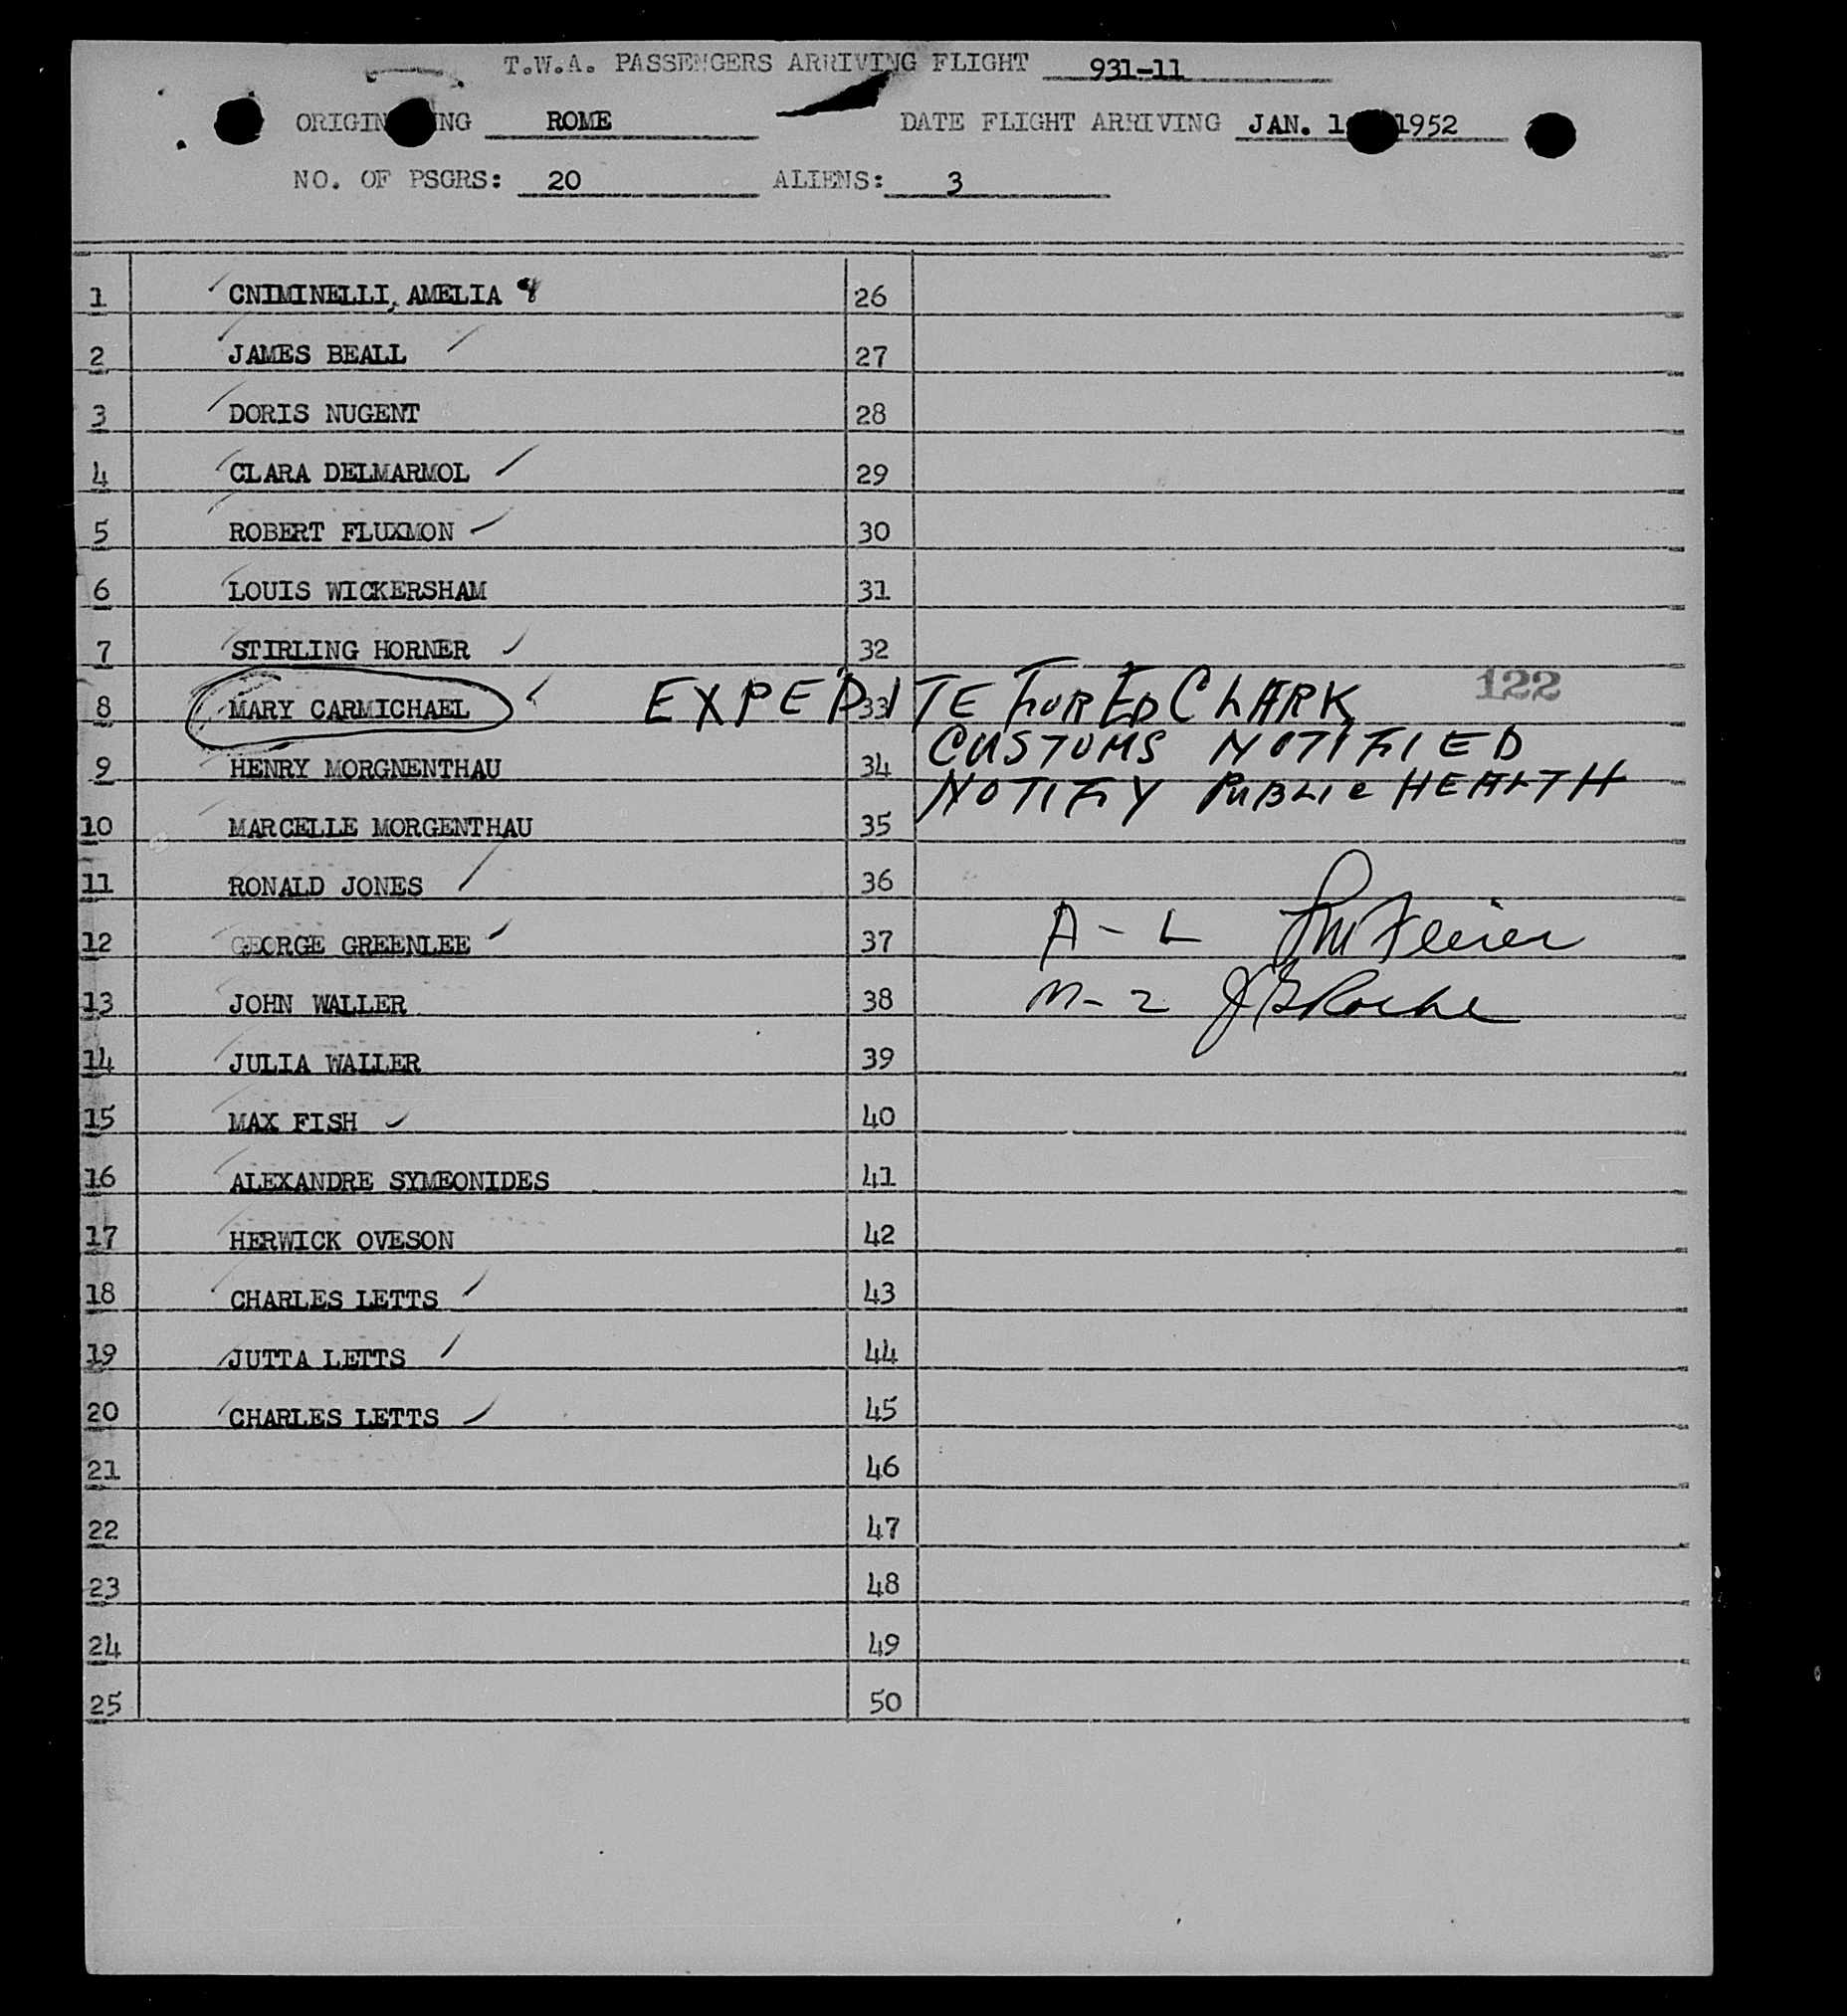 T.W.A. PASSENGERS ARRIVING FLIGHT 931-11
ORIGINATING ROME DATE FLIGHT ARRIVING JAN. 1 1952
NO. OF PSGRS: 20 ALIENS: 3
1 CNIMINELLI, AMELIA 26
2 JAMES BEALL 27
3 DORIS NUGENT 28
4 CLARA DELMARMOL 29
5 ROBERT FLUXMON 30
6 LOUIS WICKERSHAM 31
7 STIRLING HORNER 32
122
8 MARY CARMICHAEL 33 EXPEDITE FOR ED CLARK
CUSTOMS NOTIFIED
9 HENRY MORGNENTHAU 34
NOTIFY PUBLIC HEALTH
10 MARCELLE MORGENTHAU 35
11 RONALD JONES 36
12 GEORGE GREENLEE 37 A - L
13 JOHN WALLER 38 M - Z J G Roche
14 JULIA WALLER 39
15 MAX FISH 40
16 ALEXANDRE SYMEONIDES 41
17 HERWICK OVESON 42
18 CHARLES LETTS 43
19 JUTTA LETTS 44
20 CHARLES LETTS 45
21 46
22 47
23 48
24 49
25 50